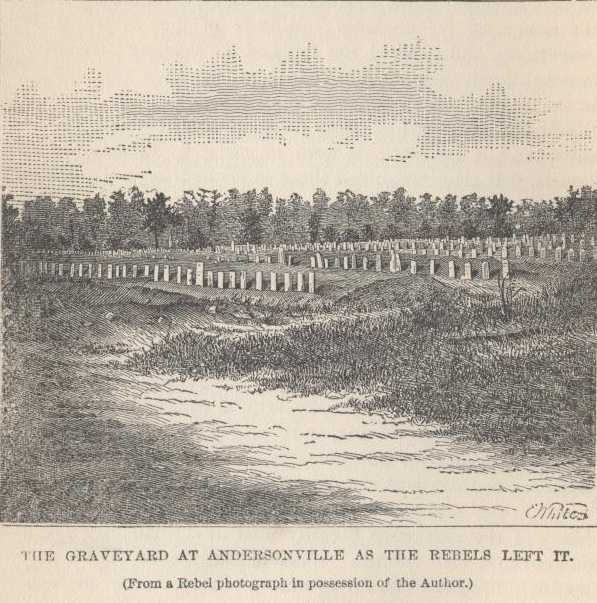 THE GRAVEYARD AT ANDERSONVILLE AS THE REBELS LEFT IT.
(From a Rebel photograph in possession of the Author.)